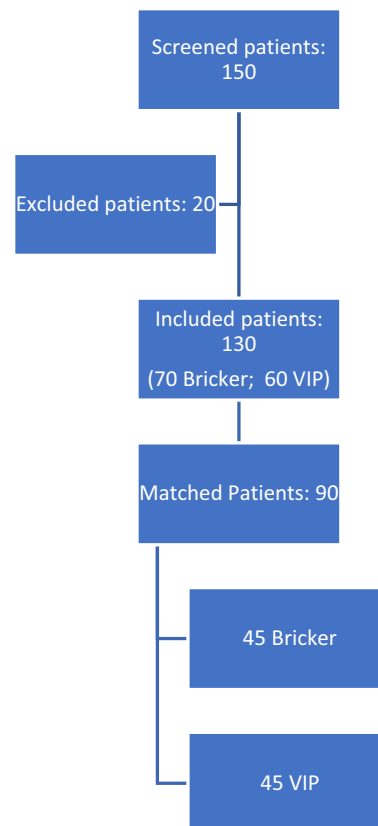 Screened patients:
150
Excluded patients: 20
Included patients:
130
(70 Bricker; 60 VIP)
Matched Patients: 90
45 Bricker
45 VIP